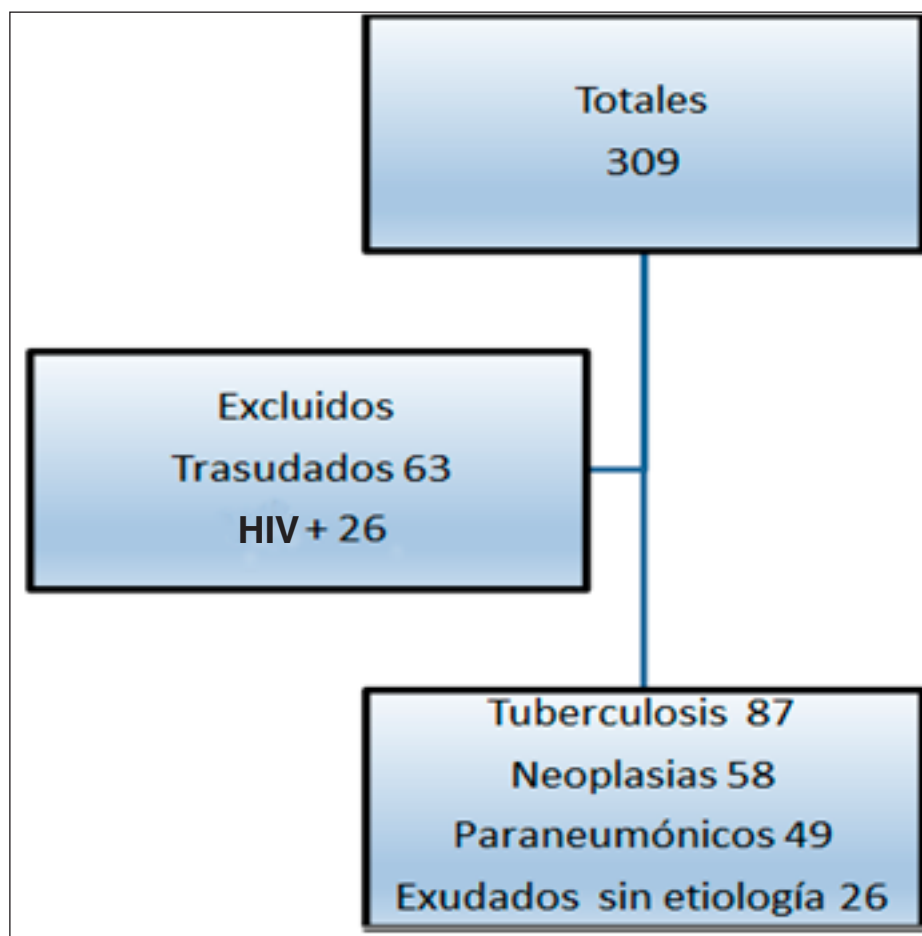 Totales
309
Excluidos
Trasudados 63
HIV + 26
Tuberculosis 87
Neoplasias 58
Paraneumónicos 49
Exudados sin etiología 26